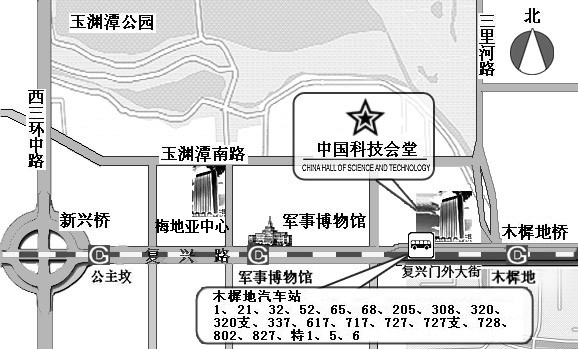 玉渊潭公园
三里河路
北
西三环中路
中国科技会堂
CHINA HALL OF SCIENCE AND TECHNOLOGY
玉渊潭南路
新兴桥
梅地亚中心
军事博物馆
木樨地桥
复兴路
公主坟
军事博物馆
复兴门外大街
木樨地
木樨地汽车站
1、21、32、52、65、68、205、308、320、
320支、337、617、717、727、727支、728、
802、827、特1、5、6